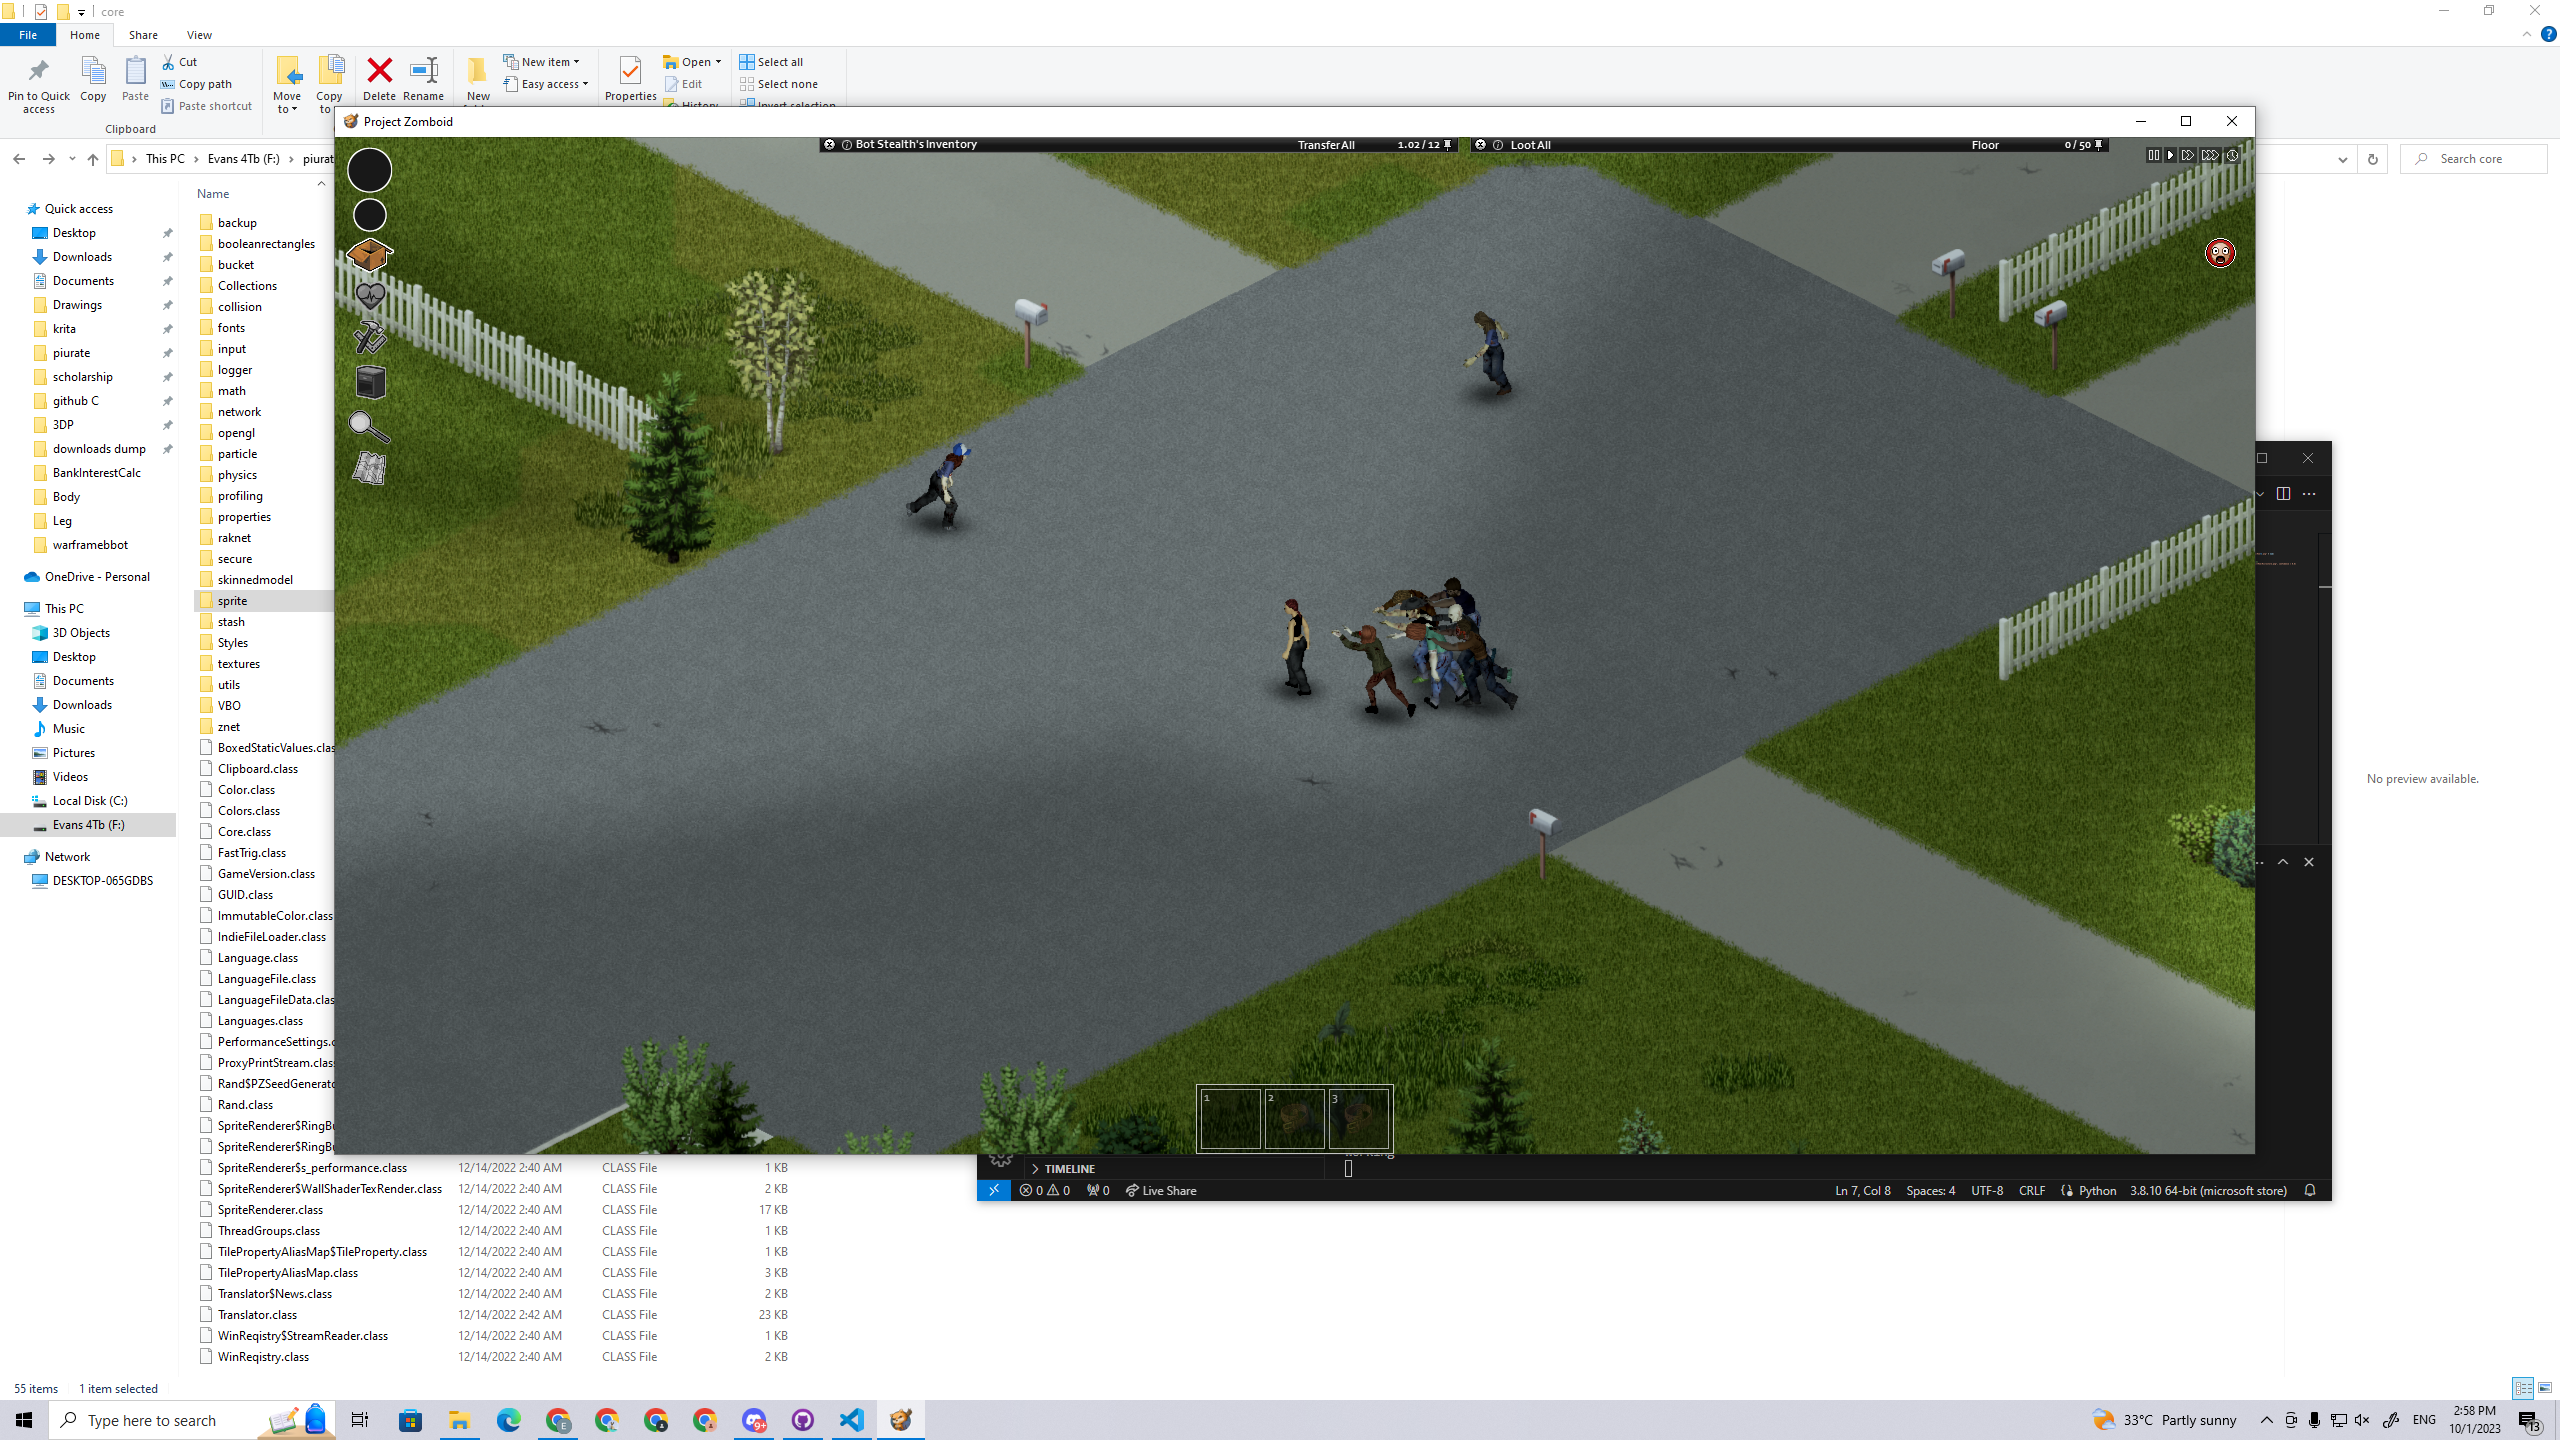 core
File
Home
Share
View
Pin to Quick access
Copy
Paste
Cut
Copy path
Paste shortcut
Clipboard
Move to
Copy to
Delete
Rename
New
New item
Easy access
Properties
Open
Edit
History
Select all
Select none
Invert selection
Project Zomboid
This PC
Evans 4Tb (F:)
Search core
Bot Stealth's Inventory
Transfer All
1.02 / 12
Loot All
Floor
0 / 50
Name
Quick access
Desktop
Downloads
Documents
Drawings
krita
piurate
scholarship
github C
3DP
downloads dump
BankInterestCalc
Body
Leg
warframebbot
OneDrive - Personal
This PC
3D Objects
Desktop
Documents
Downloads
Music
Pictures
Videos
Local Disk (C:)
Evans 4Tb (F:)
Network
DESKTOP-065GDBS
backup
booleanrectangles
bucket
Collections
collision
fonts
input
logger
math
network
opengl
particle
physics
profiling
properties
raknet
secure
skinnedmodel
sprite
stash
Styles
textures
utils
VBO
znet
BoxedStaticValues.clas
Clipboard.class
Color.class
Colors.class
Core.class
FastTrig.class
GameVersion.class
GUID.class
ImmutableColor.class
IndieFileLoader.class
Language.class
LanguageFile.class
LanguageFileData.clas
Languages.class
PerformanceSettings.c
ProxyPrintStream.class
Rand$PZSeedGenerato
Rand.class
SpriteRenderer$RingBu
SpriteRenderer$RingBu
SpriteRenderer$s_performance.class 12/14/2022 2:40 AM CLASS File 1 KB
SpriteRenderer$WallShaderTexRender.class 12/14/2022 2:40 AM CLASS File 2 KB
SpriteRenderer.class 12/14/2022 2:40 AM CLASS File 17 KB
ThreadGroups.class 12/14/2022 2:40 AM CLASS File 1 KB
TilePropertyAliasMap$TileProperty.class 12/14/2022 2:40 AM CLASS File 1 KB
TilePropertyAliasMap.class 12/14/2022 2:40 AM CLASS File 3 KB
Translator$News.class 12/14/2022 2:40 AM CLASS File 2 KB
Translator.class 12/14/2022 2:42 AM CLASS File 23 KB
WinReqistry$StreamReader.class 12/14/2022 2:40 AM CLASS File 1 KB
WinReqistry.class 12/14/2022 2:40 AM CLASS File 2 KB
1
2
3
No preview available.
TIMELINE
0 0 0 Live Share
Ln 7, Col 8 Spaces: 4 UTF-8 CRLF Python 3.8.10 64-bit (microsoft store)
55 items 1 item selected
Type here to search
E
9+
33°C Partly sunny
ENG
2:58 PM
10/1/2023
13